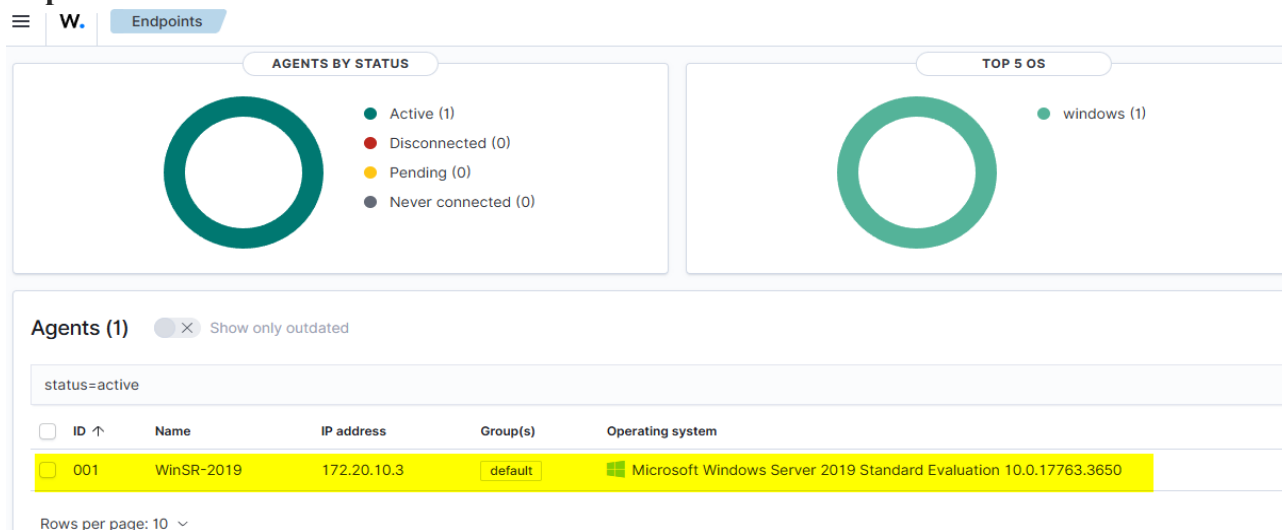 W. Endpoints
AGENTS BY STATUS
Active (1)
Disconnected (0)
Pending (0)
Never connected (0)
TOP 5 OS
windows (1)
Agents (1) Show only outdated
status=active
ID ↑ Name IP address Group(s) Operating system
001 WinSR-2019 172.20.10.3 default Microsoft Windows Server 2019 Standard Evaluation 10.0.17763.3650
Rows per page: 10